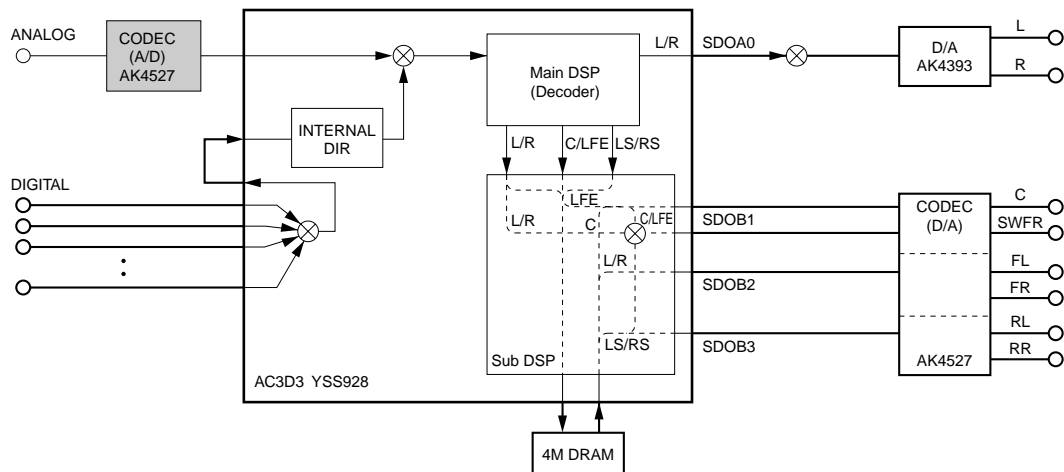 ANALOG
CODEC
(A/D)
AK4527
L/R
SDOA0
D/A
AK4393
L
R
Main DSP
(Decoder)
INTERNAL
DIR
L/R
C/LFE
LS/RS
DIGITAL
LFE
L/R
C
C/LFE
SDOB1
CODEC
(D/A)
C
SWFR
L/R
SDOB2
FL
FR
LS/RS
SDOB3
RL
RR
Sub DSP
AK4527
AC3D3 YSS928
4M DRAM